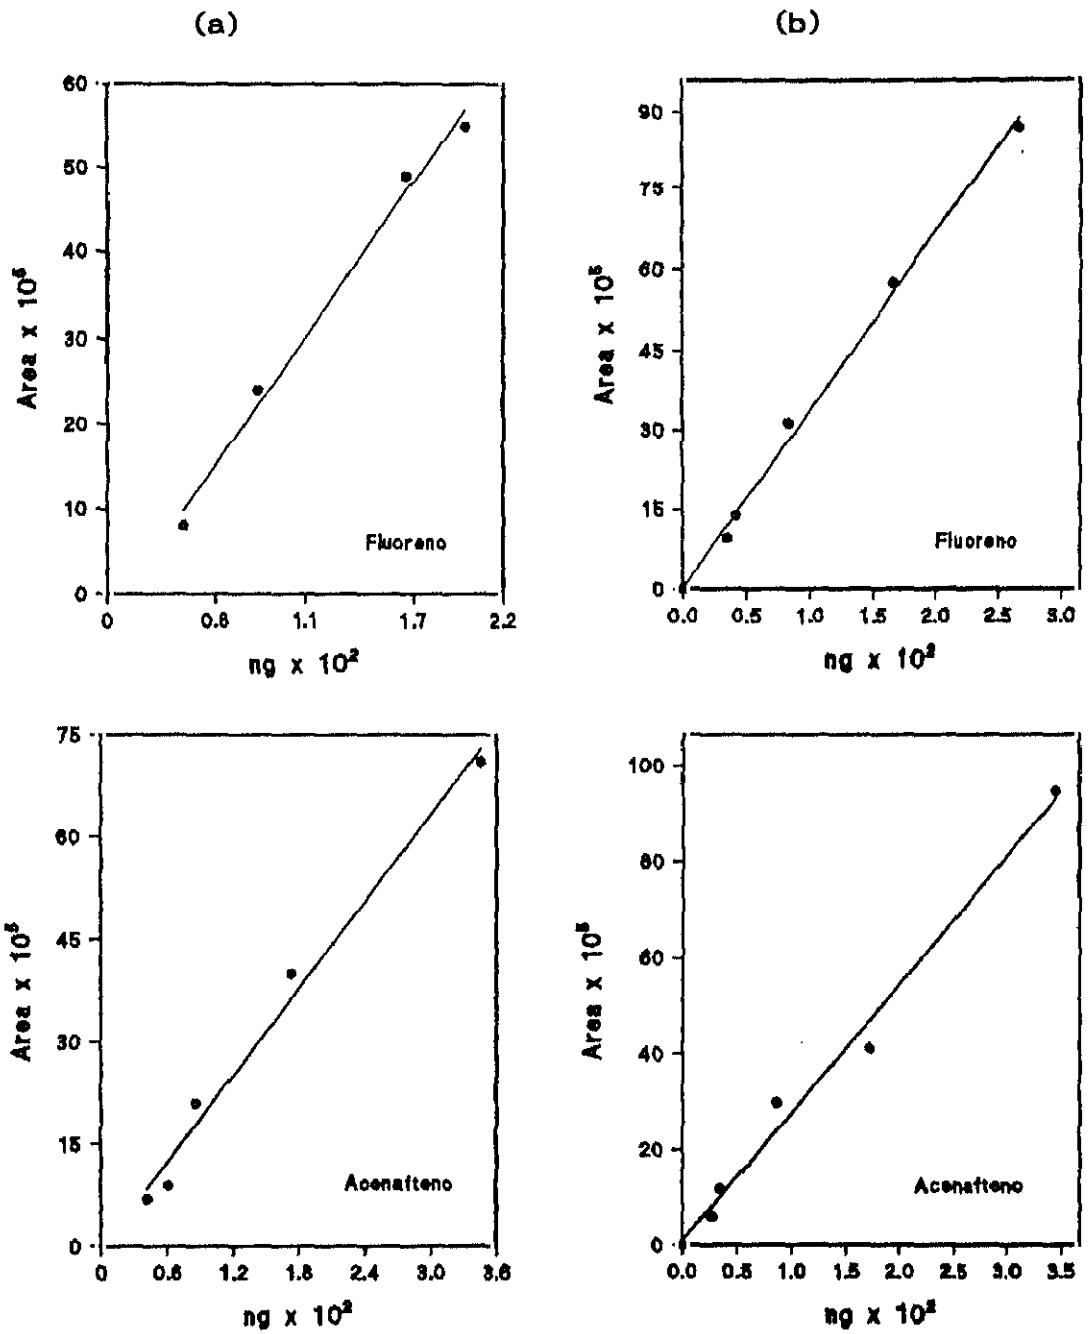 (a)
(b)
60
50
40
30
20
10
0
Area x 10⁵
Fluoreno
0 0.6 1.1 1.7 2.2
ng x 10²
90
75
60
45
30
15
0
Area x 10⁵
Fluoreno
0.0 0.5 1.0 1.5 2.0 2.5 3.0
ng x 10²
75
60
45
30
15
0
Area x 10⁵
Acenafteno
0 0.6 1.2 1.8 2.4 3.0 3.6
ng x 10²
100
80
60
40
20
0
Area x 10⁵
Acenafteno
0.0 0.5 1.0 1.5 2.0 2.5 3.0 3.5
ng x 10²